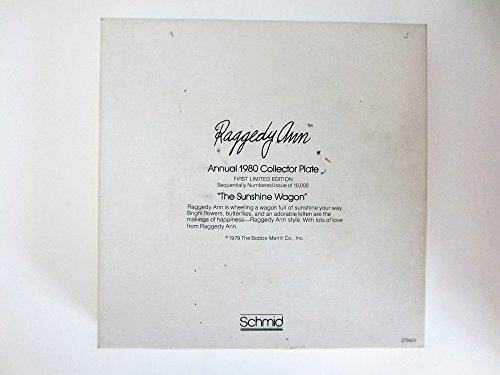 Raggedy Ann™
Annual 1980 Collector Plate
FIRST LIMITED EDITION
Sequentially Numbered Issue of 10,000
"The Sunshine Wagon"
Raggedy Ann is wheeling a wagon full of sunshine your way.
Bright flowers, butterflies, and an adorable kitten are the
makings of happiness—Raggedy Ann style. With lots of love
from Raggedy Ann.
©1979 The Bobbs-Merrill Co., Inc.
Schmid
279420